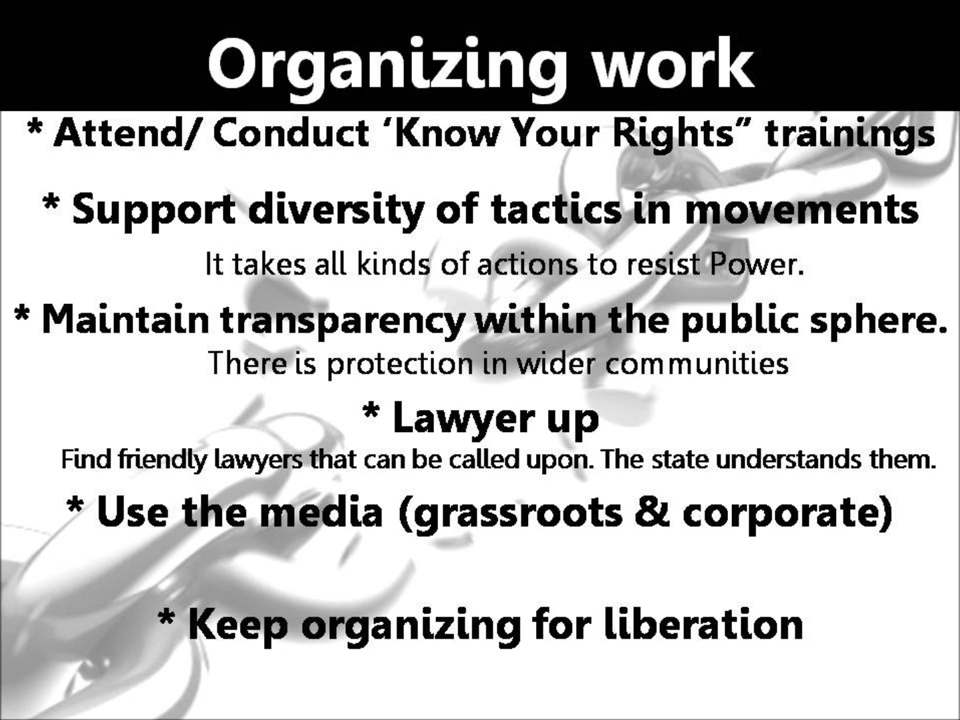 Organizing work
* Attend/ Conduct ‘Know Your Rights” trainings
* Support diversity of tactics in movements
It takes all kinds of actions to resist Power.
* Maintain transparency within the public sphere.
There is protection in wider communities
* Lawyer up
Find friendly lawyers that can be called upon. The state understands them.
* Use the media (grassroots & corporate)
* Keep organizing for liberation